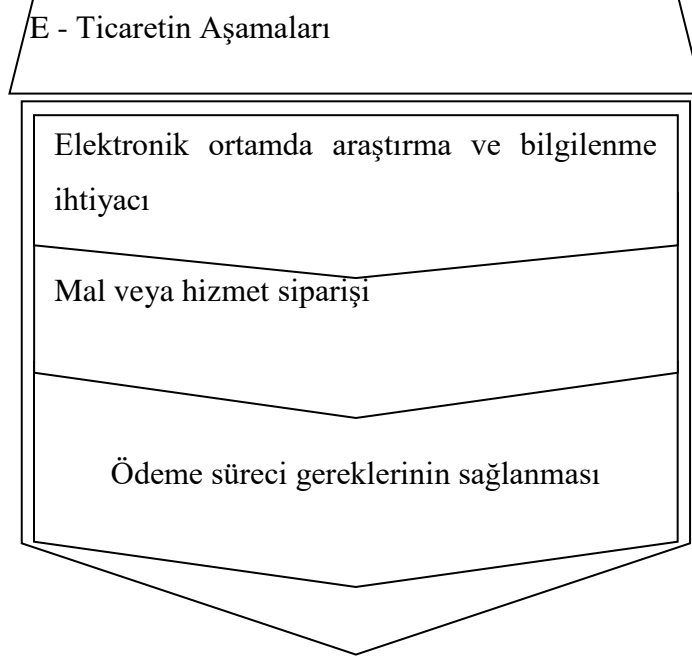 E - Ticaretin Aşamaları
Elektronik ortamda araştırma ve bilgilenme
ihtiyacı
Mal veya hizmet siparişi
Ödeme süreci gereklerinin sağlanması